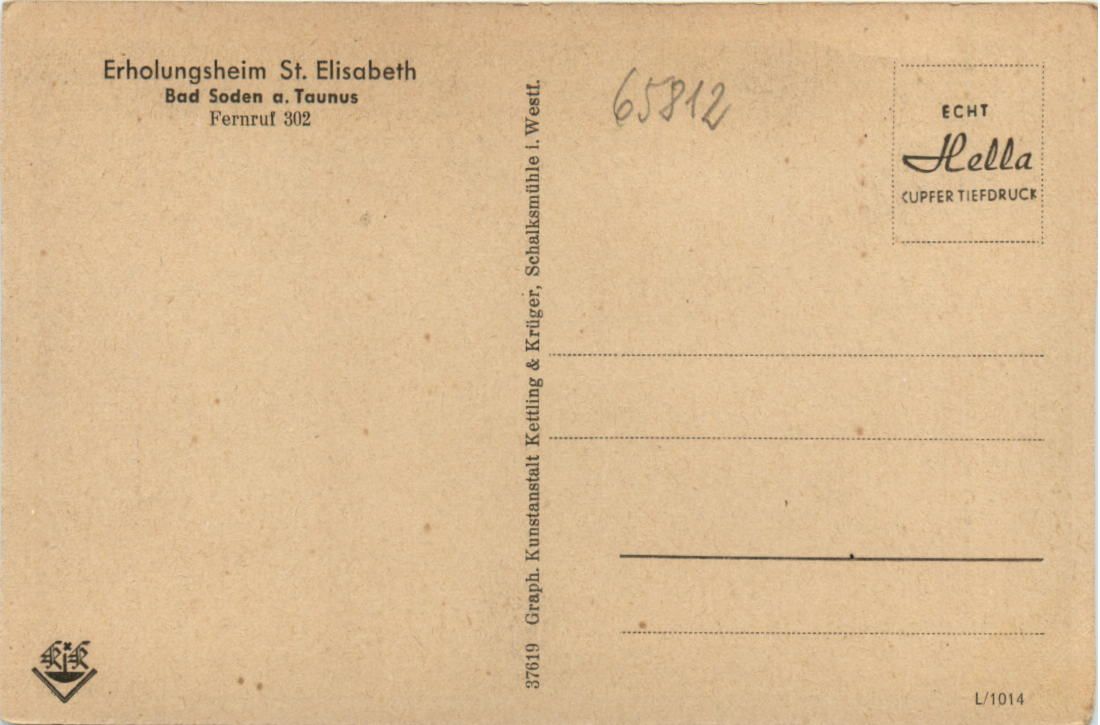 Erholungsheim St. Elisabeth
Bad Soden a. Taunus
Fernruf 302
37619 Graph. Kunstanstalt Kettling & Krüger, Schalksmühle i. Westf.
65812
ECHT
Hella
KUPFER TIEFDRUCK
K K
L/1014